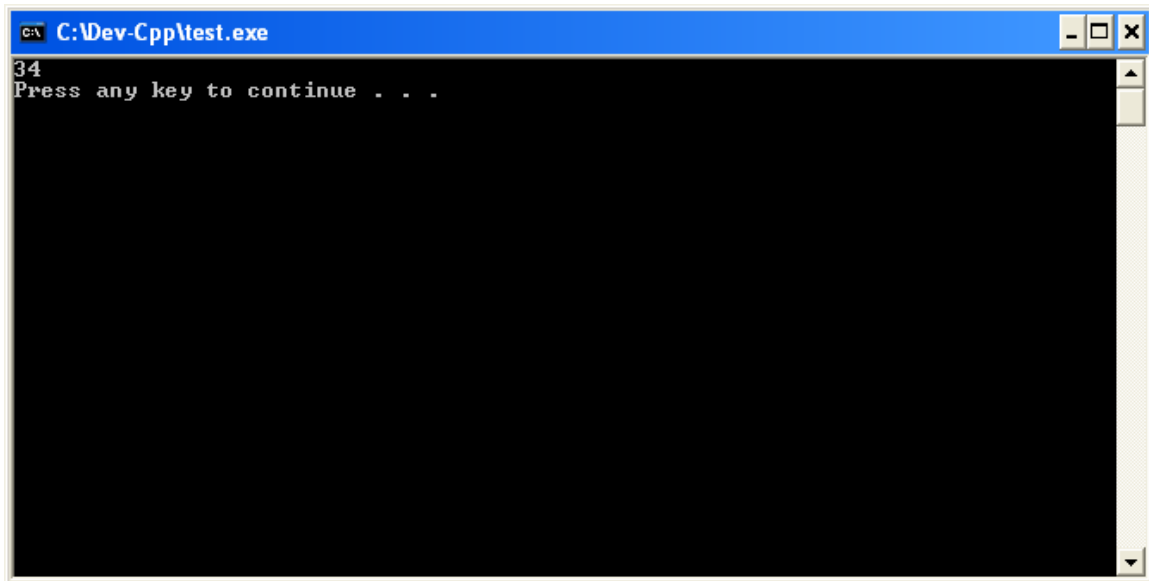 C:\Dev-Cpp\test.exe
34
Press any key to continue . . .